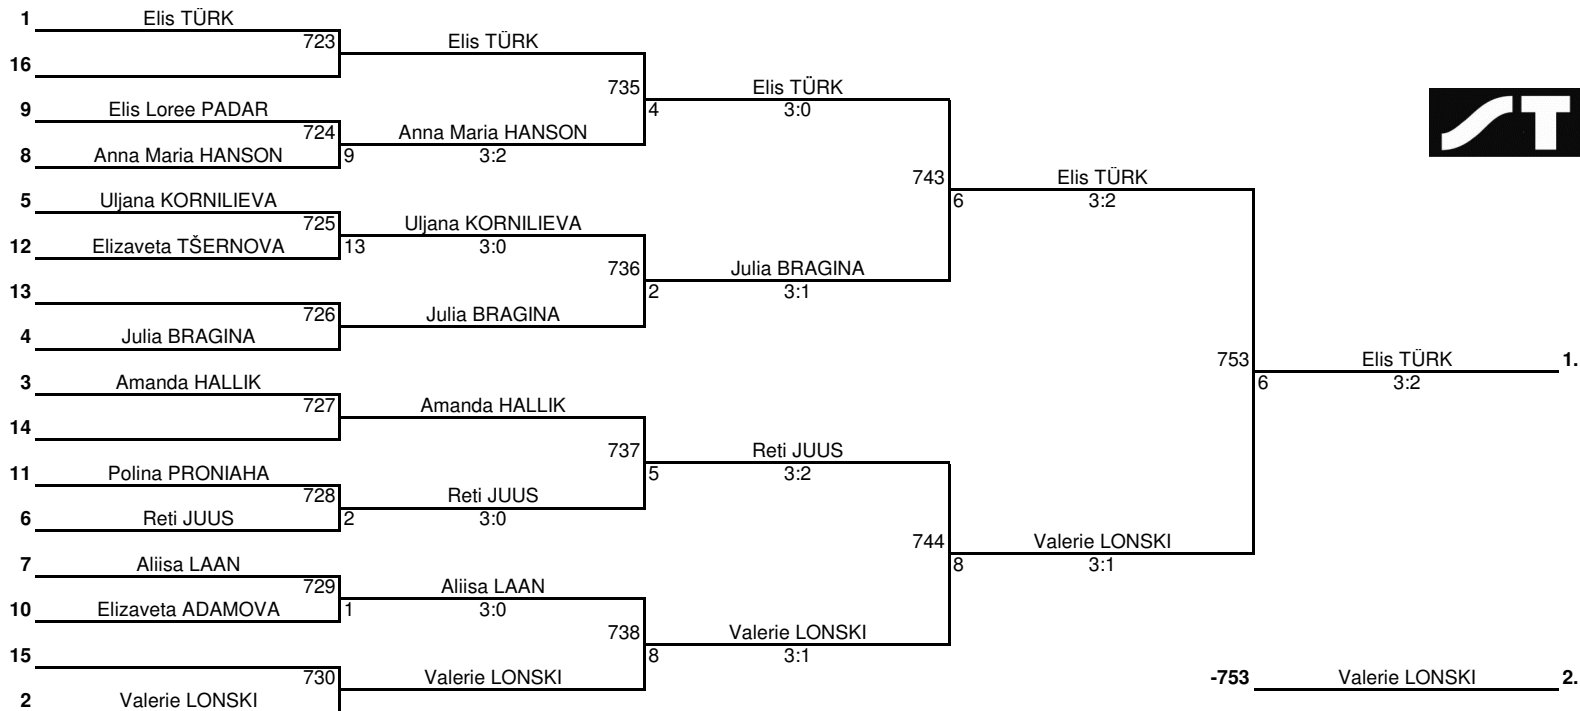 1 Elis TÜRK
723 Elis TÜRK
16
735 Elis TÜRK
4 3:0
9 Elis Loree PADAR
724 Anna Maria HANSON
8 Anna Maria HANSON 9 3:2
ST
743 Elis TÜRK
6 3:2
5 Uljana KORNILIEVA
725 Uljana KORNILIEVA
12 Elizaveta TŠERNOVA 13 3:0
736 Julia BRAGINA
2 3:1
13
726 Julia BRAGINA
4 Julia BRAGINA
753 Elis TÜRK 1.
6 3:2
3 Amanda HALLIK
727 Amanda HALLIK
14
737 Reti JUUS
5 3:2
11 Polina PRONIAHA
728 Reti JUUS
6 Reti JUUS 2 3:0
744 Valerie LONSKI
8 3:1
7 Aliisa LAAN
729 Aliisa LAAN
10 Elizaveta ADAMOVA 1 3:0
738 Valerie LONSKI
8 3:1
15
730 Valerie LONSKI
-753 Valerie LONSKI 2.
2 Valerie LONSKI